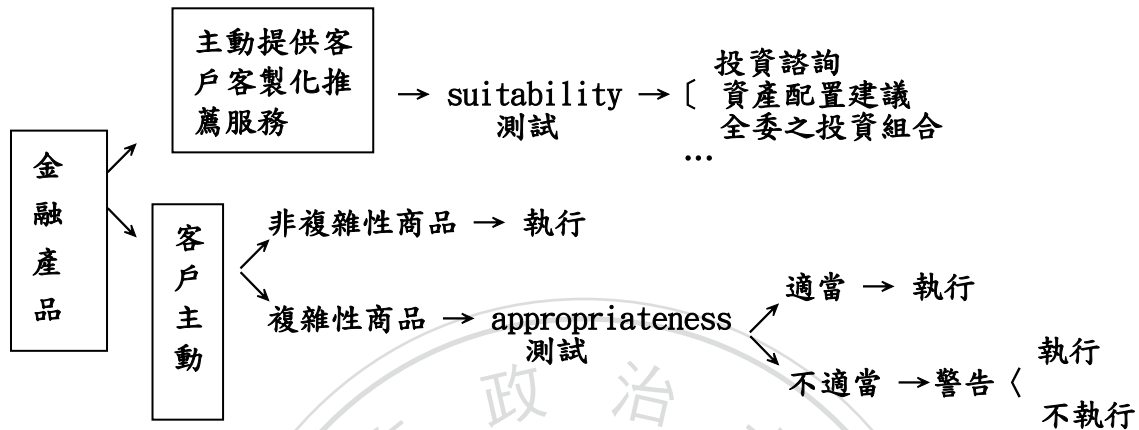 主動提供客
戶客製化推
薦服務
→ suitability → 〔
測試
投資諮詢
資產配置建議
全委之投資組合
…
金
融
產
品
客
戶
主
動
非複雜性商品 → 執行
複雜性商品 → appropriateness
測試
適當 → 執行
不適當 →警告〈
執行
不執行
政 治